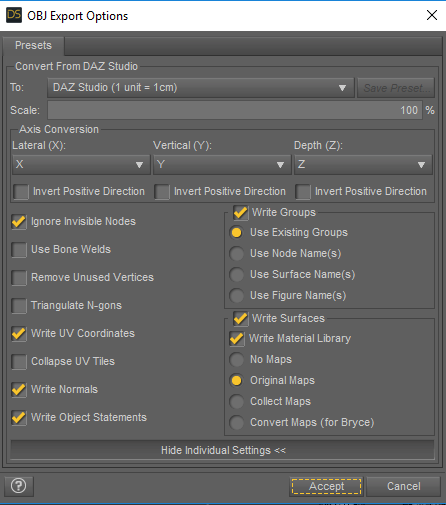 DS OBJ Export Options
Presets
Convert From DAZ Studio
To: DAZ Studio (1 unit = 1cm) Save Preset...
Scale: 100 %
Axis Conversion
Lateral (X): Vertical (Y): Depth (Z):
X Y Z
Invert Positive Direction Invert Positive Direction Invert Positive Direction
Ignore Invisible Nodes
Use Bone Welds
Remove Unused Vertices
Triangulate N-gons
Write UV Coordinates
Collapse UV Tiles
Write Normals
Write Object Statements
Write Groups
Use Existing Groups
Use Node Name(s)
Use Surface Name(s)
Use Figure Name(s)
Write Surfaces
Write Material Library
No Maps
Original Maps
Collect Maps
Convert Maps (for Bryce)
Hide Individual Settings <<
? Accept Cancel